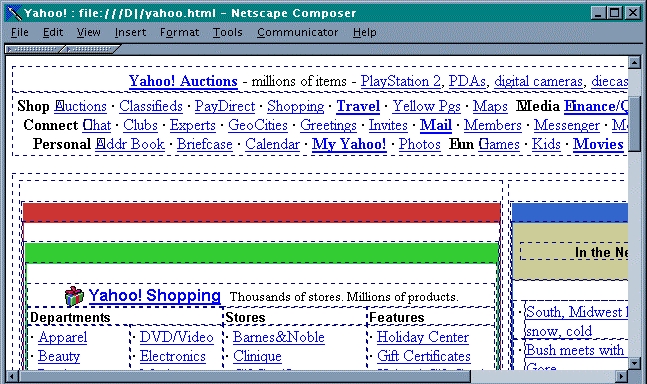 Yahoo! : file:///D|/yahoo.html - Netscape Composer
File Edit View Insert Format Tools Communicator Help
Yahoo! Auctions - millions of items - PlayStation 2, PDAs, digital cameras, diecas
Shop Auctions · Classifieds · PayDirect · Shopping · Travel · Yellow Pgs · Maps Media Finance/Q
Connect Chat · Clubs · Experts · GeoCities · Greetings · Invites · Mail · Members · Messenger · Mo
Personal Addr Book · Briefcase · Calendar · My Yahoo! · Photos Fun Games · Kids · Movies
In the Ne
Yahoo! Shopping Thousands of stores. Millions of products.
Departments Stores Features
· Apparel · DVD/Video · Barnes&Noble · Holiday Center
· Beauty · Electronics · Clinique · Gift Certificates
· South, Midwest
snow, cold
Bush meets with
Gore